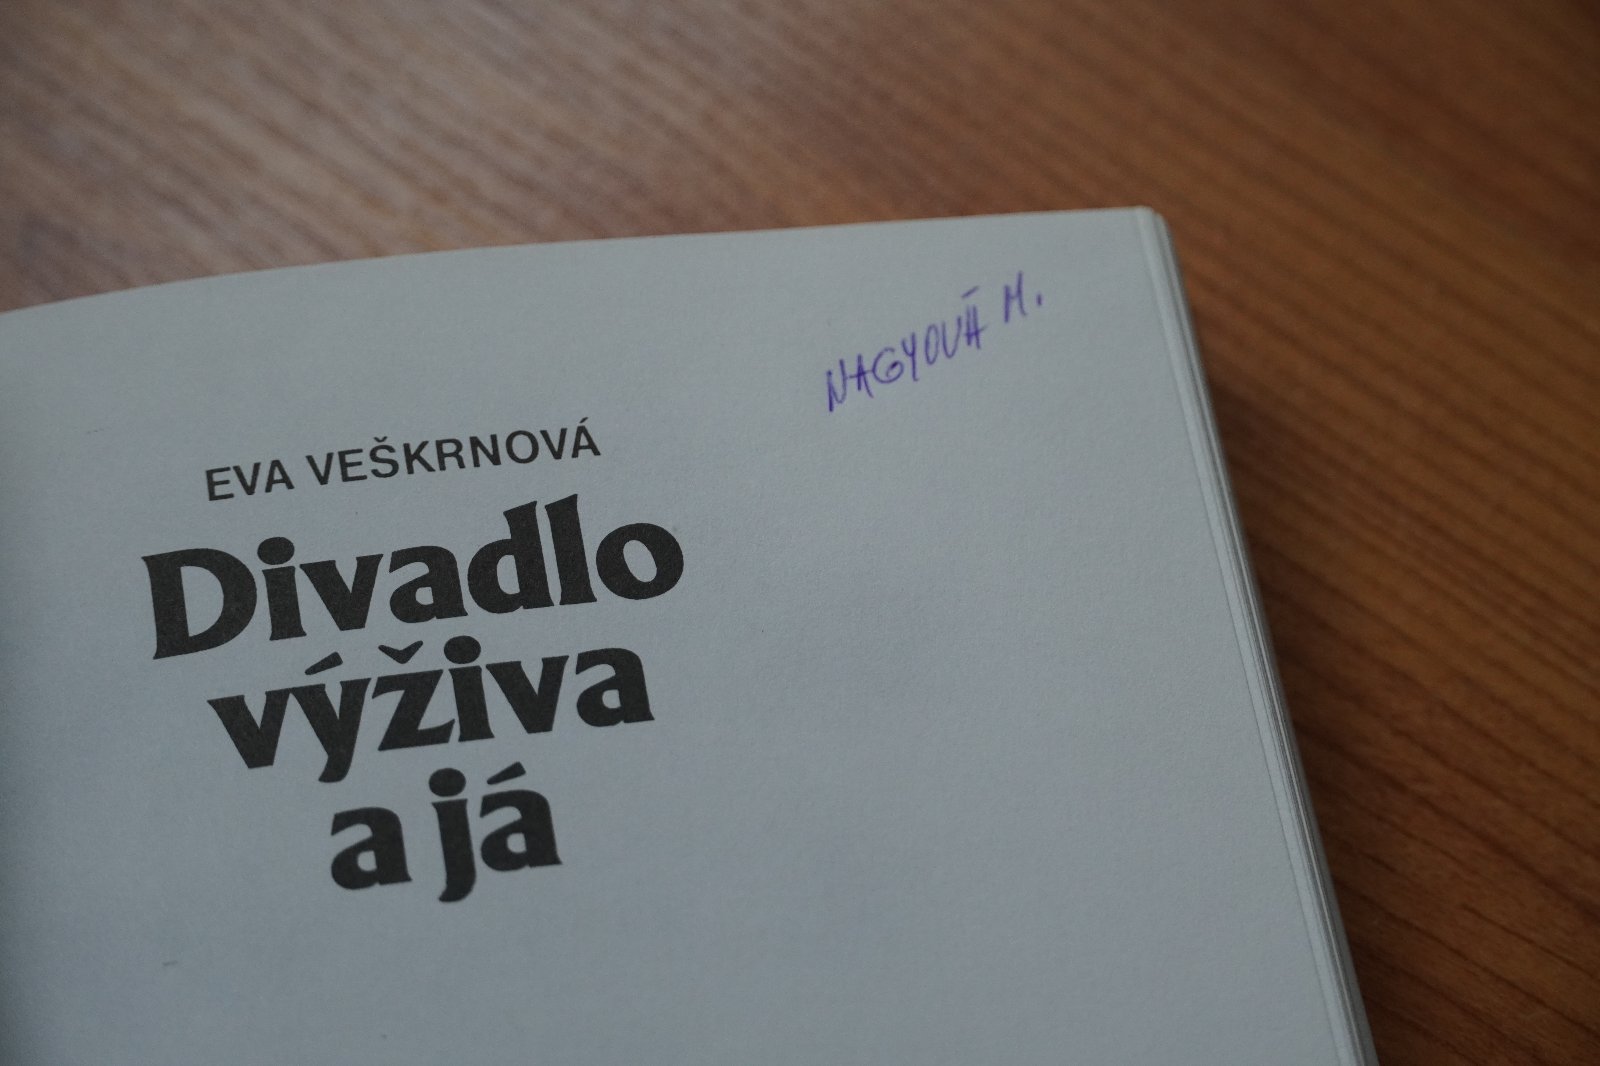 NAGYOVÁ M.
EVA VEŠKRNOVÁ
Divadlo
výživa
a já